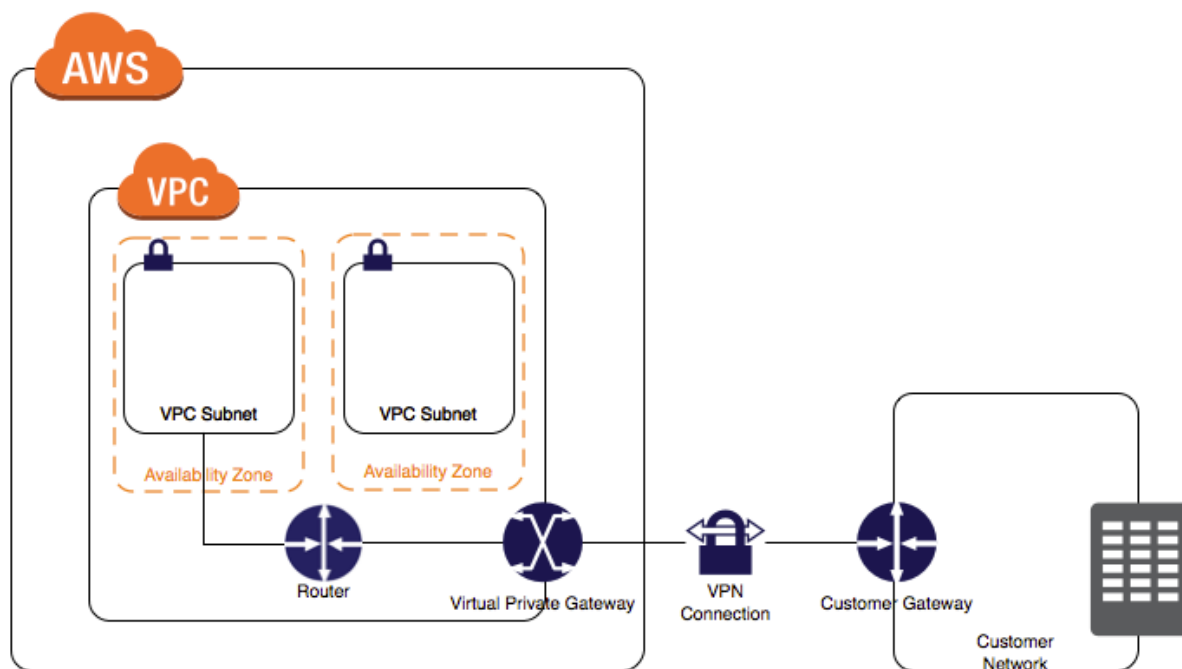 AWS
VPC
VPC Subnet
VPC Subnet
Availability Zone
Availability Zone
Router
Virtual Private Gateway
VPN
Connection
Customer Gateway
Customer
Network